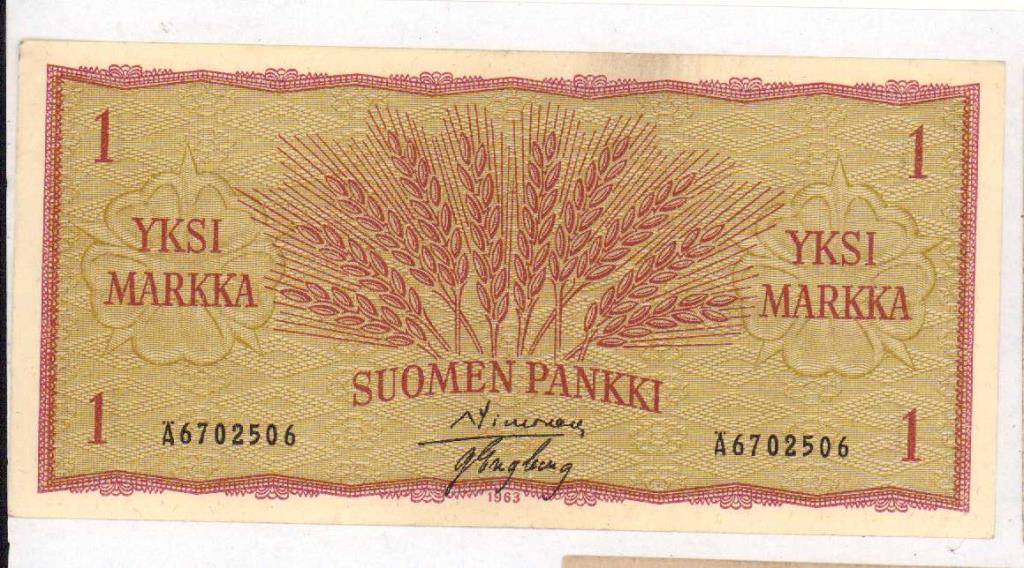 1
1
YKSI
MARKKA
YKSI
MARKKA
SUOMEN PANKKI
1
Ä6702506
Ä6702506
1
1963